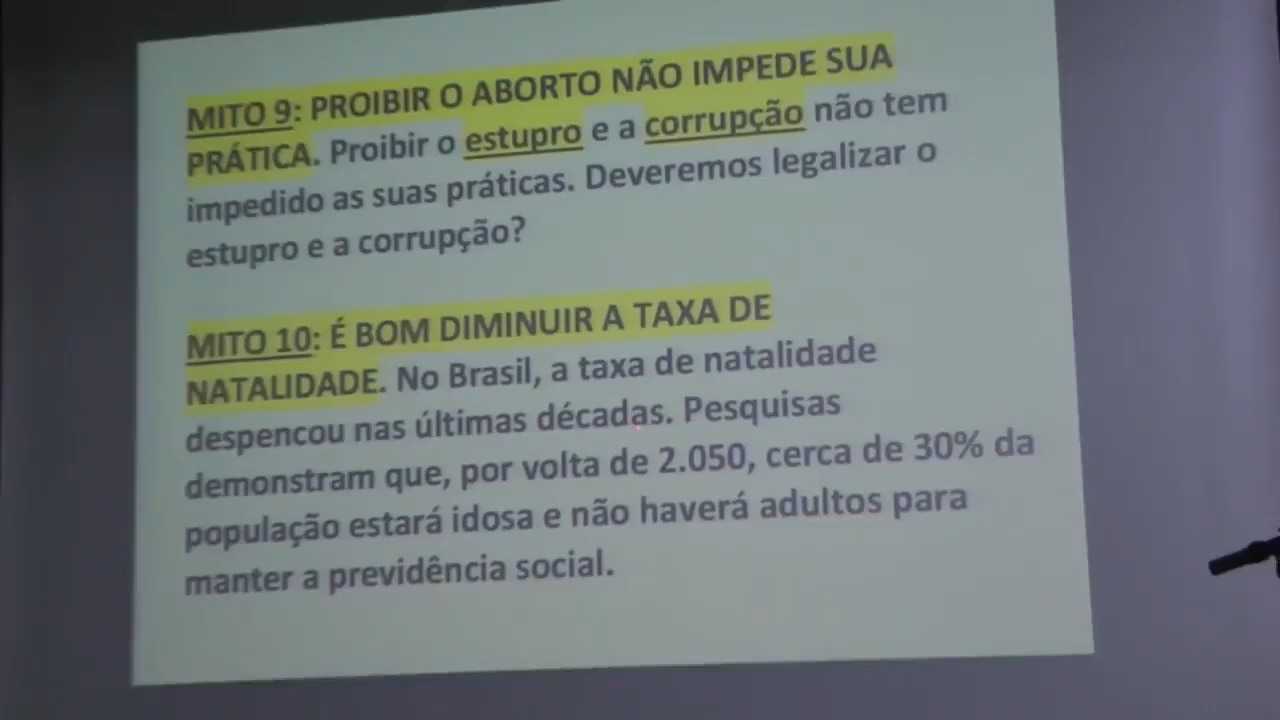 MITO 9: PROIBIR O ABORTO NÃO IMPEDE SUA
PRÁTICA. Proibir o estupro e a corrupção não tem
impedido as suas práticas. Deveremos legalizar o
estupro e a corrupção?
MITO 10: É BOM DIMINUIR A TAXA DE
NATALIDADE. No Brasil, a taxa de natalidade
despencou nas últimas décadas. Pesquisas
demonstram que, por volta de 2.050, cerca de 30% da
população estará idosa e não haverá adultos para
manter a previdência social.